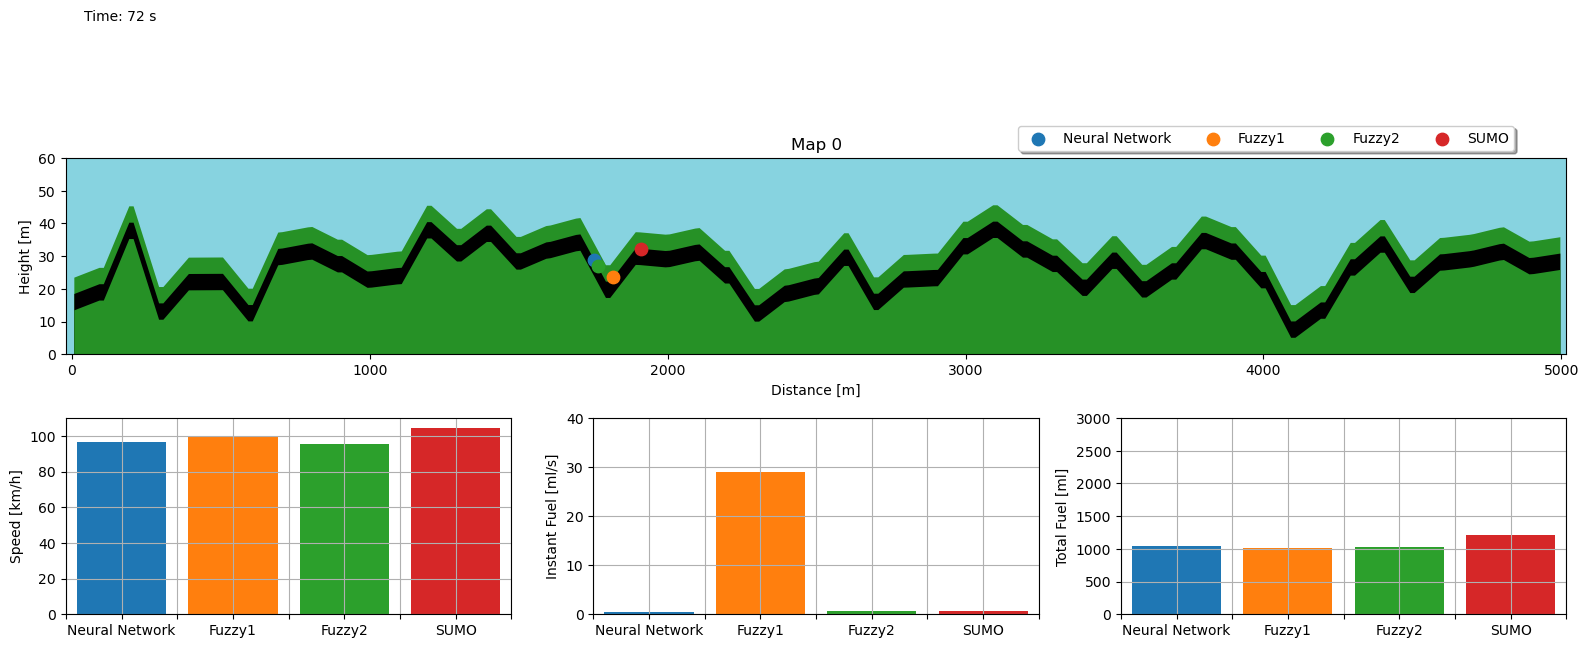 Time: 72 s
Map 0
Neural Network Fuzzy1 Fuzzy2 SUMO
60
50
40
30
20
10
0
Height [m]
0 1000 2000 3000 4000 5000
Distance [m]
100
80
60
40
20
0
Speed [km/h]
Neural Network Fuzzy1 Fuzzy2 SUMO
40
30
20
10
0
Instant Fuel [ml/s]
Neural Network Fuzzy1 Fuzzy2 SUMO
3000
2500
2000
1500
1000
500
0
Total Fuel [ml]
Neural Network Fuzzy1 Fuzzy2 SUMO